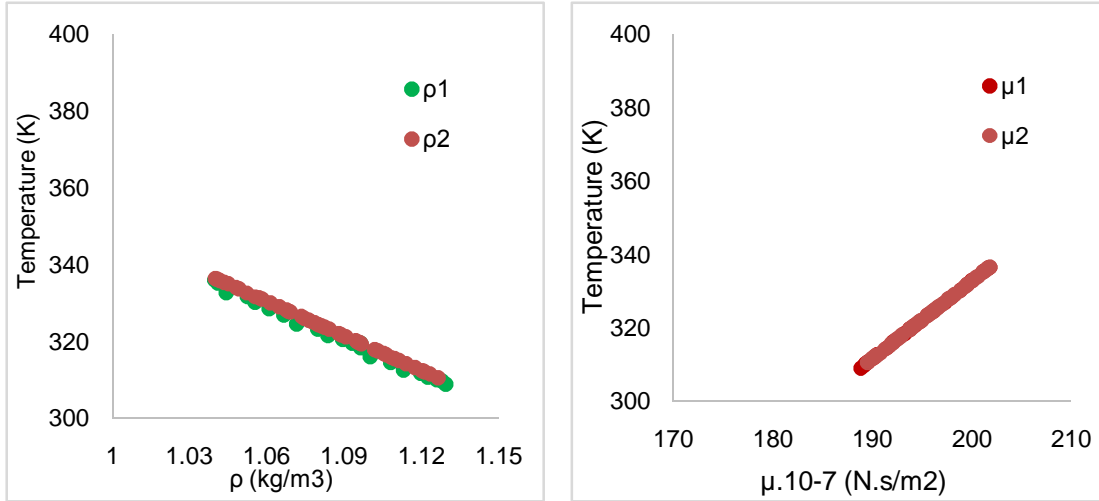 400
380
360
340
320
300
Temperature (K)
ρ1
ρ2
1
1.03
1.06
1.09
1.12
1.15
ρ (kg/m3)
400
380
360
340
320
300
Temperature (K)
µ1
µ2
170
180
190
200
210
µ.10-7 (N.s/m2)